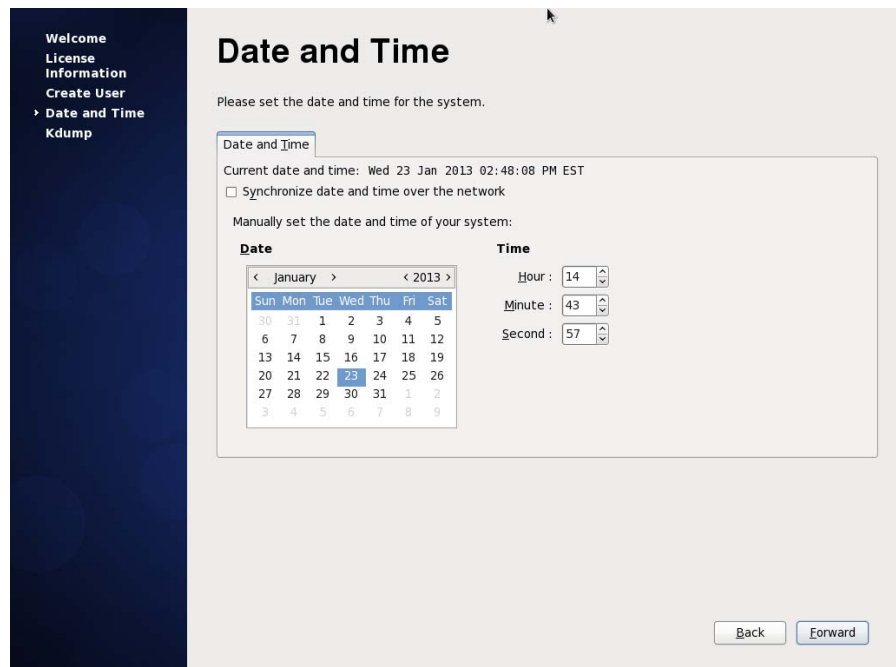 Welcome
License
Information
Create User
Date and Time
Kdump
Date and Time
Please set the date and time for the system.
Date and Time
Current date and time: Wed 23 Jan 2013 02:48:08 PM EST
Synchronize date and time over the network
Manually set the date and time of your system:
Date
January 2013
Sun Mon Tue Wed Thu Fri Sat
30 31 1 2 3 4 5
6 7 8 9 10 11 12
13 14 15 16 17 18 19
20 21 22 23 24 25 26
27 28 29 30 31 1 2
3 4 5 6 7 8 9
Time
Hour : 14
Minute : 43
Second : 57
Back
Forward